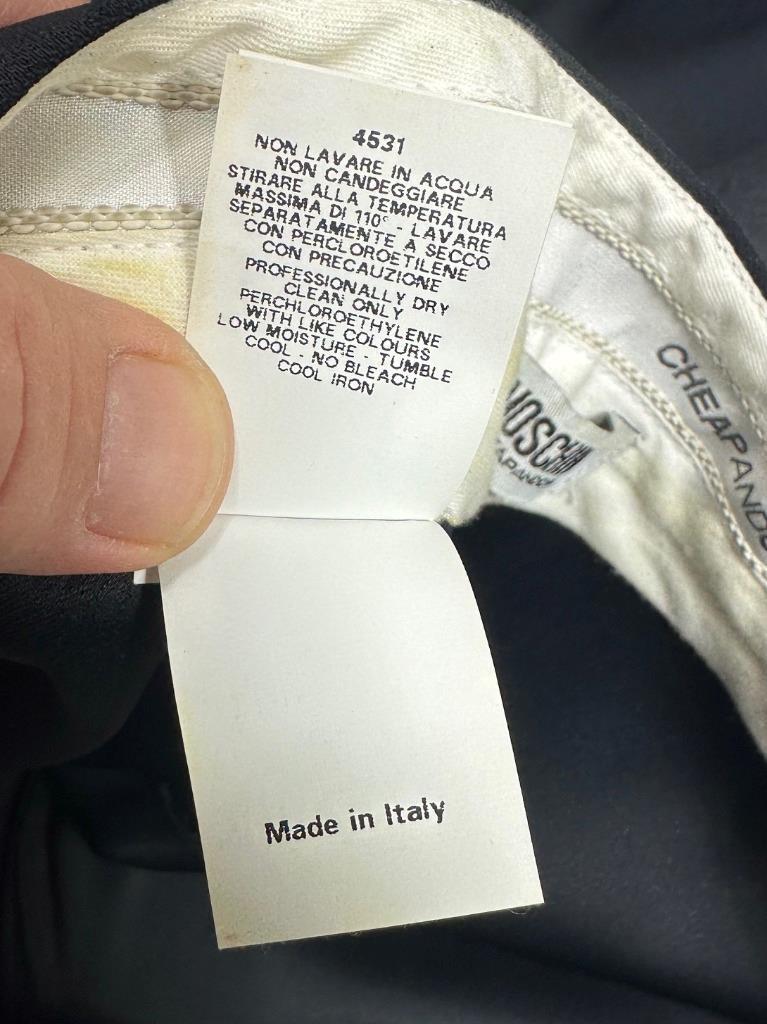 4531
NON LAVARE IN ACQUA
NON CANDEGGIARE
STIRARE ALLA TEMPERATURA
MASSIMA DI 110° - LAVARE
SEPARATAMENTE A SECCO
CON PERCLOROETILENE
CON PRECAUZIONE
PROFESSIONALLY DRY
CLEAN ONLY
PERCHLOROETHYLENE
WITH LIKE COLOURS
LOW MOISTURE - TUMBLE
COOL - NO BLEACH
COOL IRON
Made in Italy
CHEAPAND